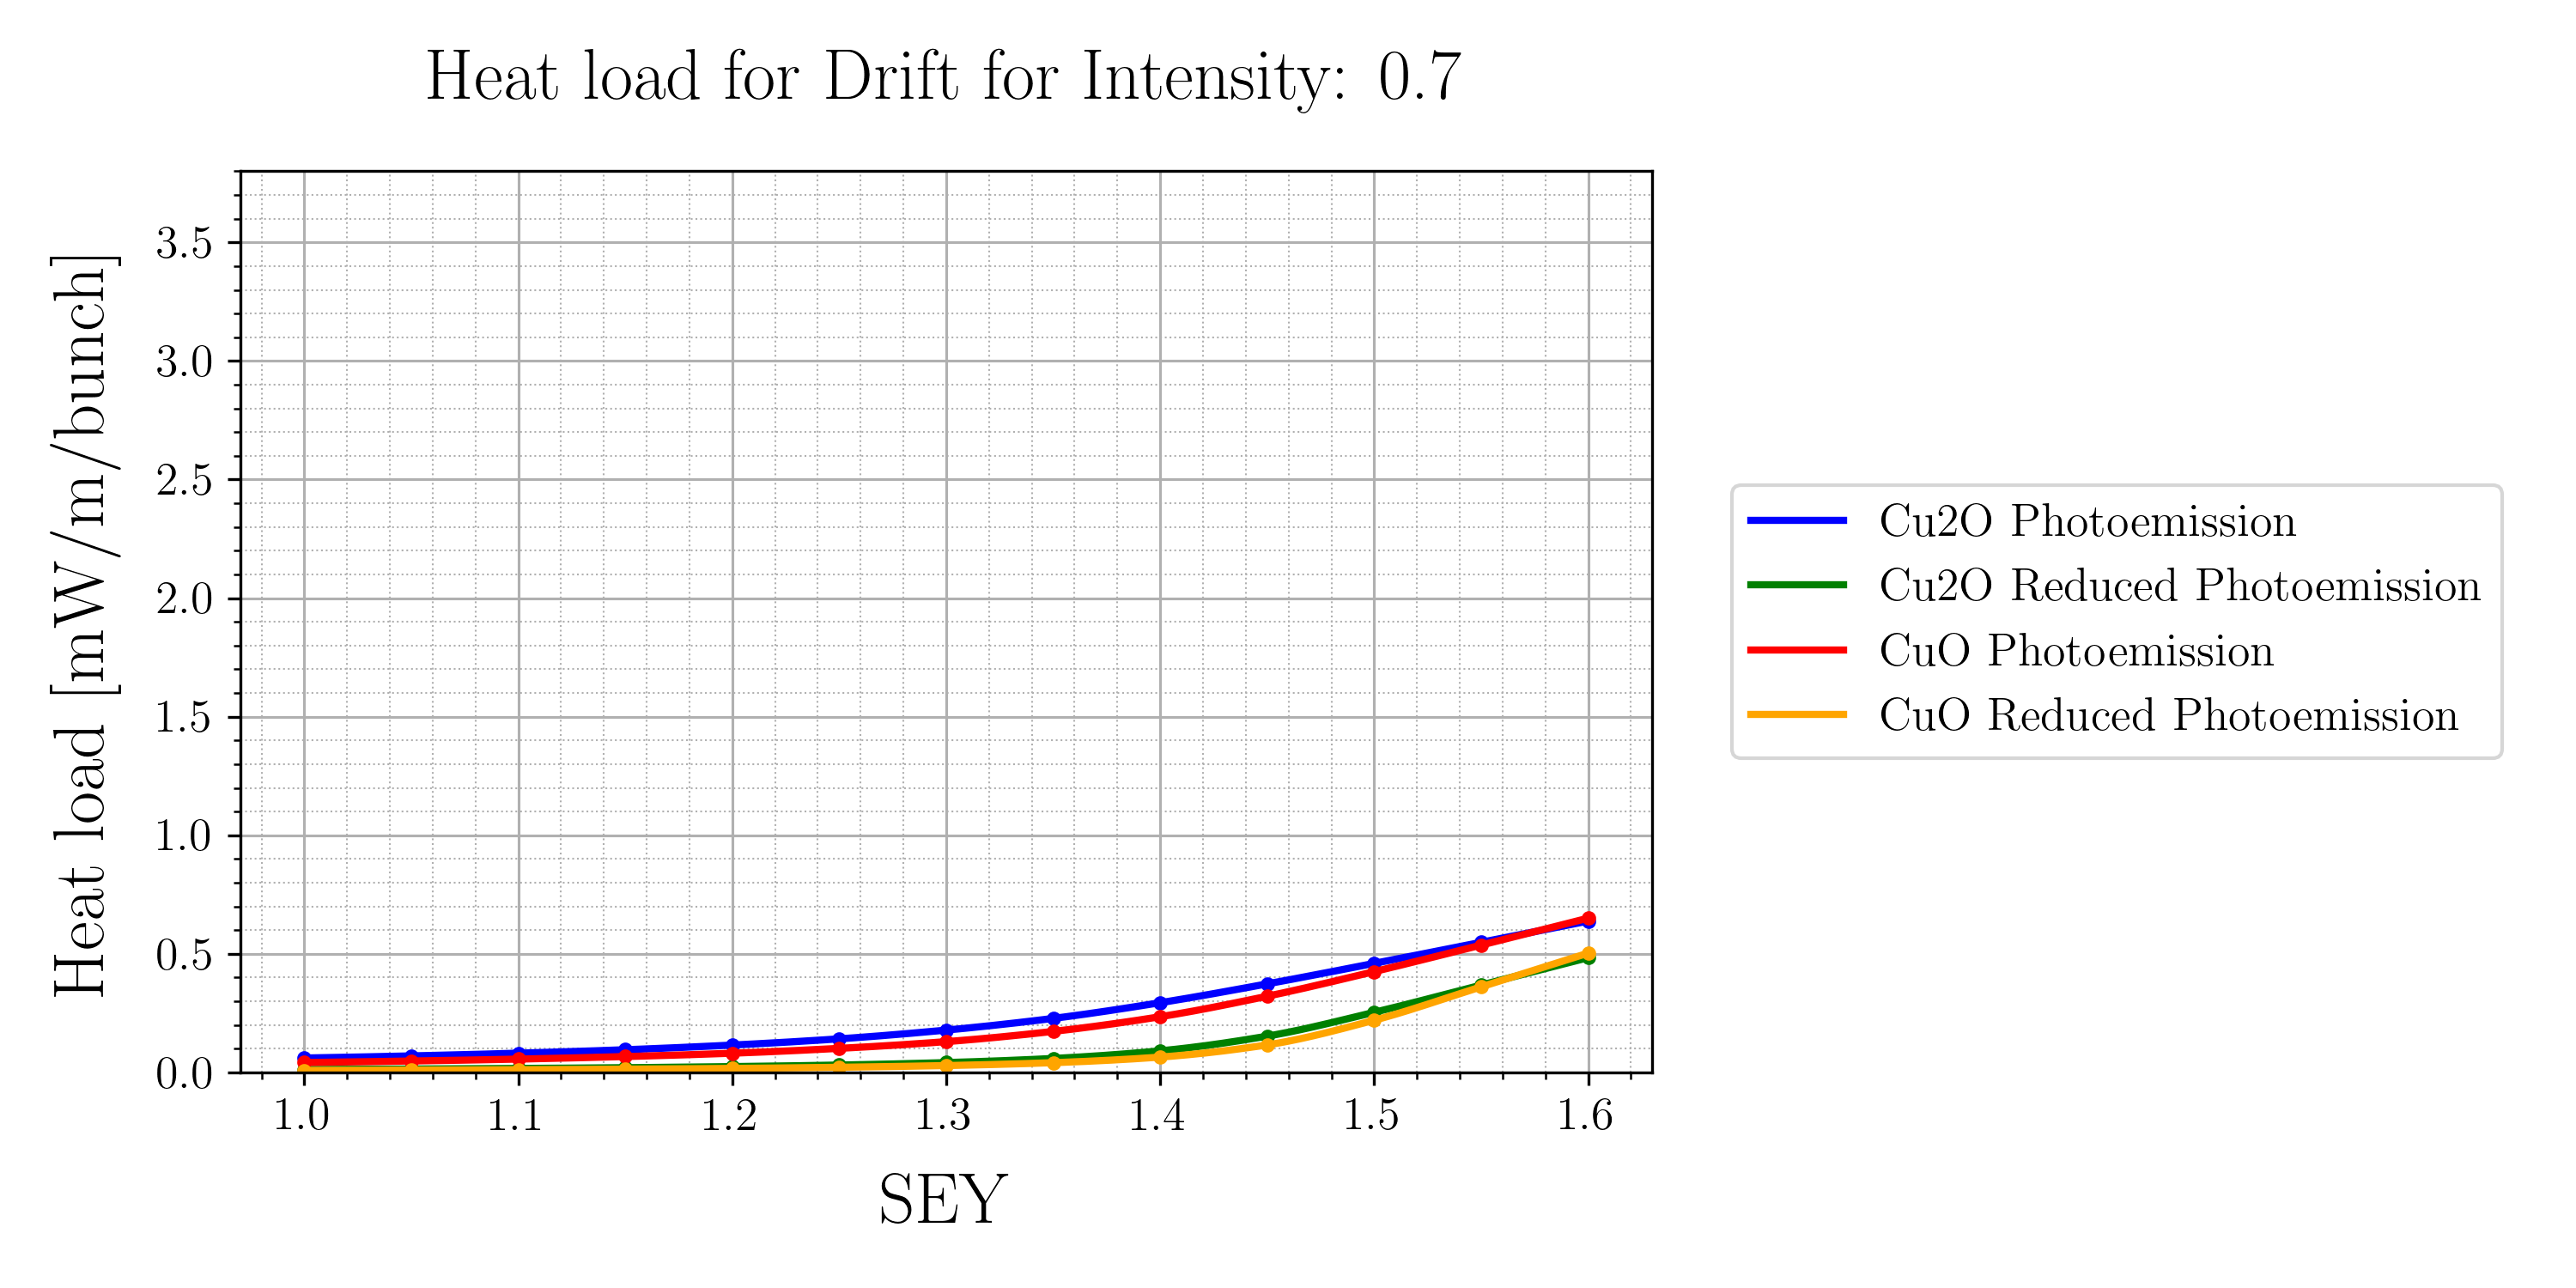 Heat load for Drift for Intensity: 0.7
Heat load [mW/m/bunch]
3.5
3.0
2.5
2.0
1.5
1.0
0.5
0.0
1.0 1.1 1.2 1.3 1.4 1.5 1.6
SEY
Cu2O Photoemission
Cu2O Reduced Photoemission
CuO Photoemission
CuO Reduced Photoemission